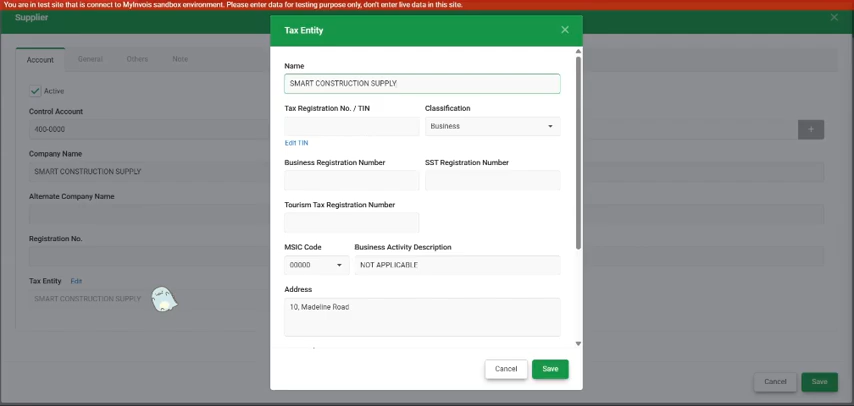 You are in test site that is connect to MyInvois sandbox environment. Please enter data for testing purpose only, don't enter live data in this site.
Supplier
Account General Others Note
Active
Control Account
400-0000
Company Name
SMART CONSTRUCTION SUPPLY
Alternate Company Name
Registration No.
Tax Entity Edit
SMART CONSTRUCTION SUPPLY
Cancel Save
Tax Entity
Name
SMART CONSTRUCTION SUPPLY
Tax Registration No. / TIN Classification
Business
Edit TIN
Business Registration Number SST Registration Number
Tourism Tax Registration Number
MSIC Code Business Activity Description
00000 NOT APPLICABLE
Address
10, Madeline Road
Cancel Save